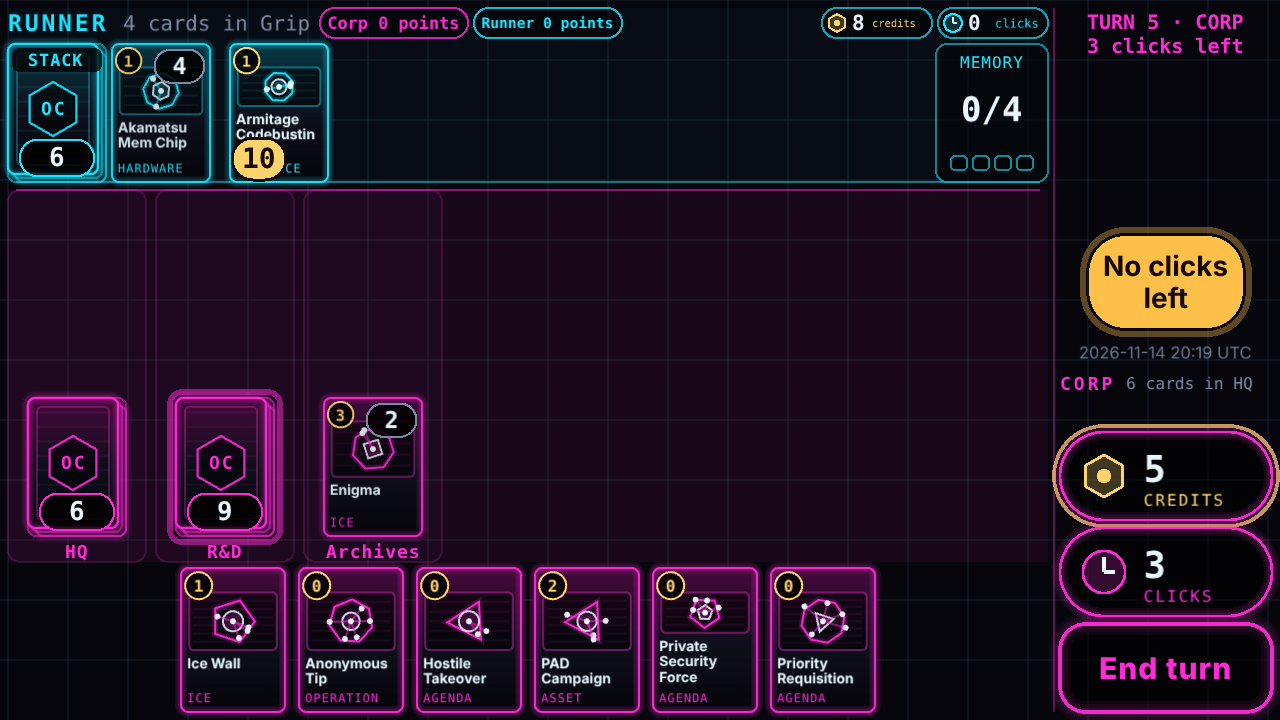 RUNNER 4 cards in Grip Corp 0 points Runner 0 points 8 credits 0 clicks
TURN 5 · CORP
3 clicks left
STACK
OC
6
1
4
Akamatsu
Mem Chip
HARDWARE
1
Armitage
Codebustin
10
CE
MEMORY
0/4
No clicks
left
2026-11-14 20:19 UTC
CORP 6 cards in HQ
OC
6
HQ
OC
9
R&D
3
2
Enigma
ICE
Archives
5
CREDITS
3
CLICKS
End turn
1
Ice Wall
ICE
0
Anonymous
Tip
OPERATION
0
Hostile
Takeover
AGENDA
2
PAD
Campaign
ASSET
0
Private
Security
Force
AGENDA
0
Priority
Requisition
AGENDA